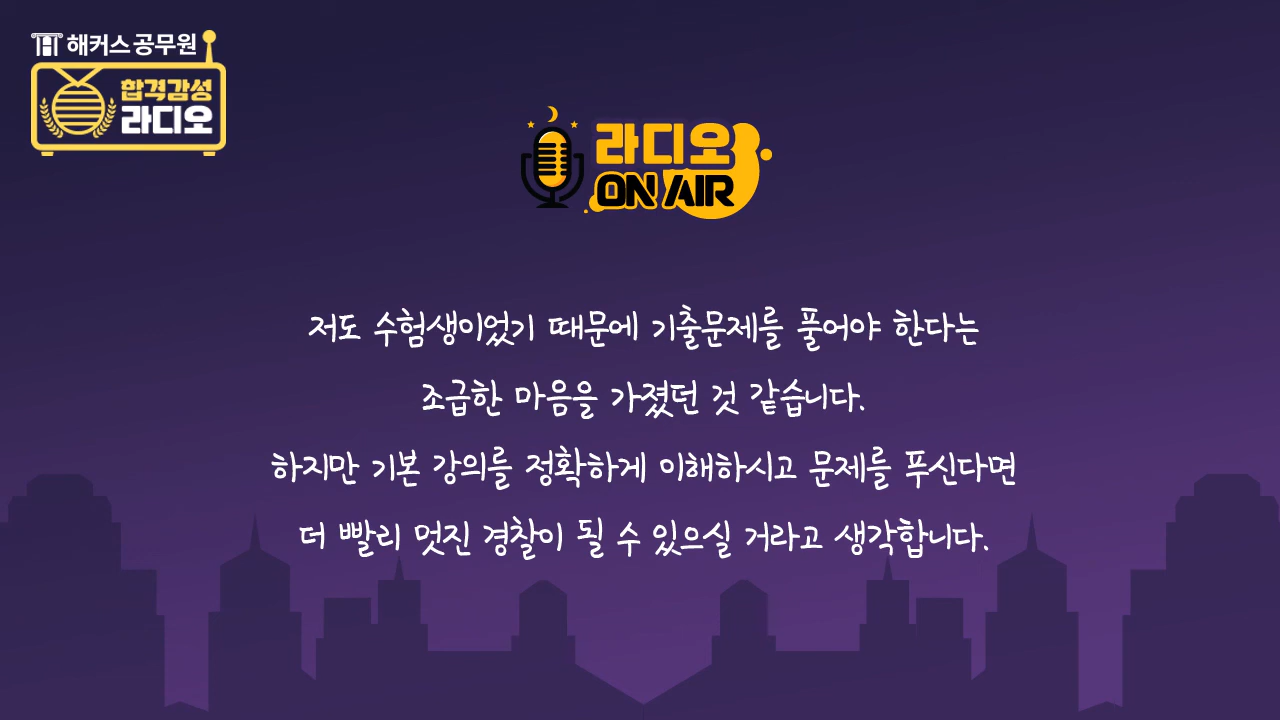 해커스공무원
합격감성
라디오
라디오
ON AIR
저도 수험생이었기 때문에 기출문제를 풀어야 한다는
조급한 마음을 가졌던 것 같습니다.
하지만 기본 강의를 정확하게 이해하시고 문제를 푸신다면
더 빨리 멋진 경찰이 될 수 있으실 거라고 생각합니다.